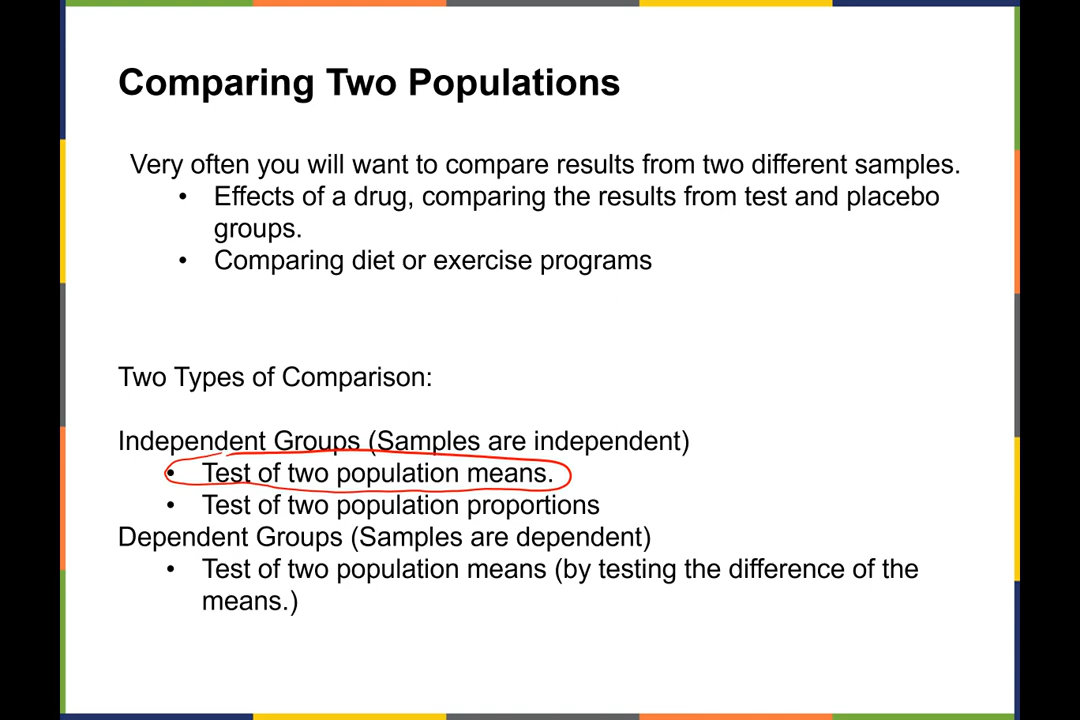 Comparing Two Populations
Very often you will want to compare results from two different samples.
• Effects of a drug, comparing the results from test and placebo
groups.
• Comparing diet or exercise programs
Two Types of Comparison:
Independent Groups (Samples are independent)
• Test of two population means.
• Test of two population proportions
Dependent Groups (Samples are dependent)
• Test of two population means (by testing the difference of the
means.)